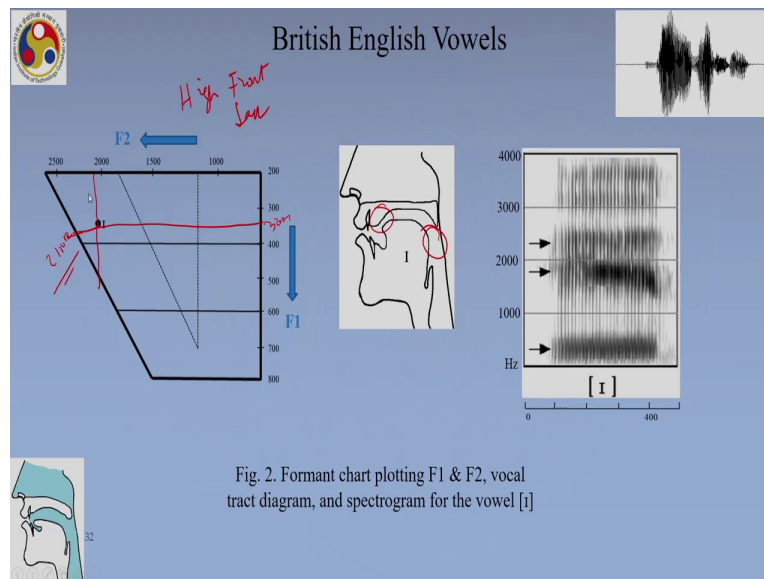 British English Vowels
High Front
F2
2500 2000 1500 1000
200
300
400
500
600
700
800
I
F1
I
4000
3000
2000
1000
Hz
[ɪ]
0 400
Fig. 2. Formant chart plotting F1 & F2, vocal
tract diagram, and spectrogram for the vowel [ɪ]
32